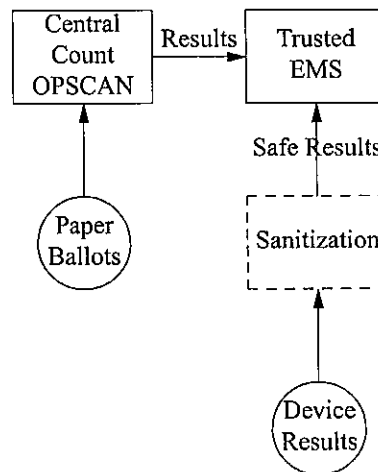 Central
Count
OPSCAN
Results
Trusted
EMS
Safe Results
Paper
Ballots
Sanitization
Device
Results